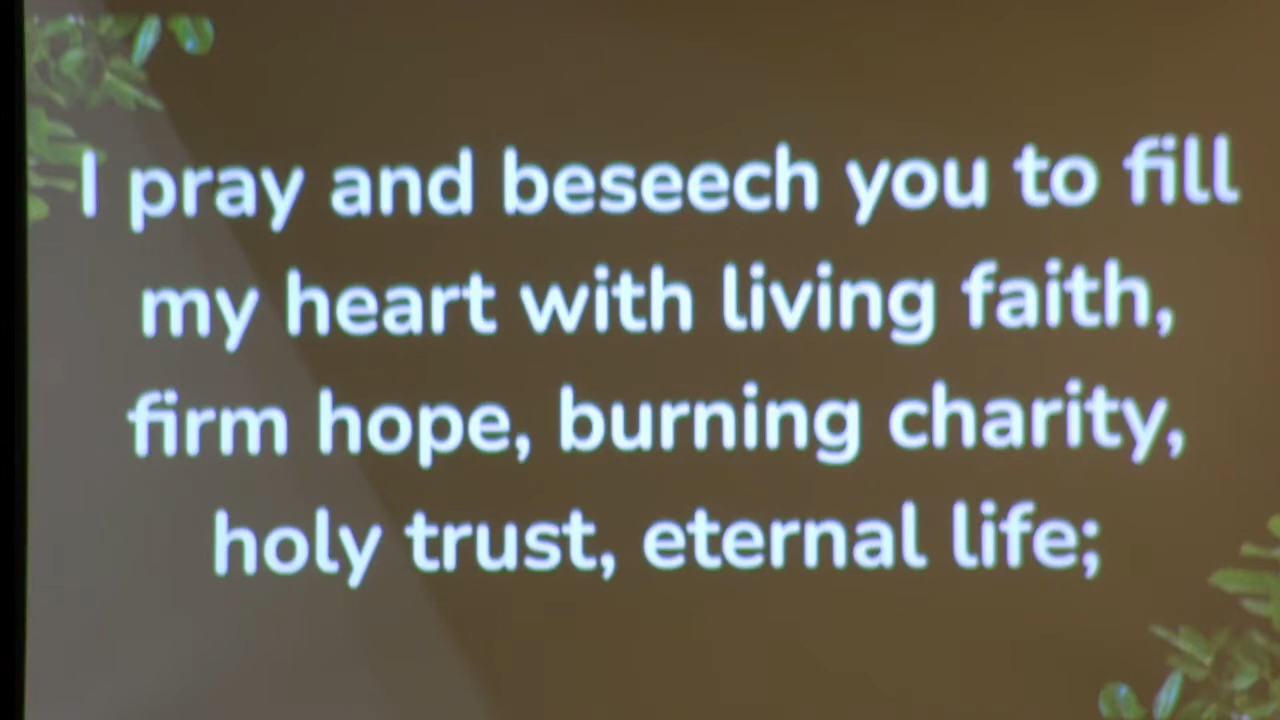 I pray and beseech you to fill
my heart with living faith,
firm hope, burning charity,
holy trust, eternal life;